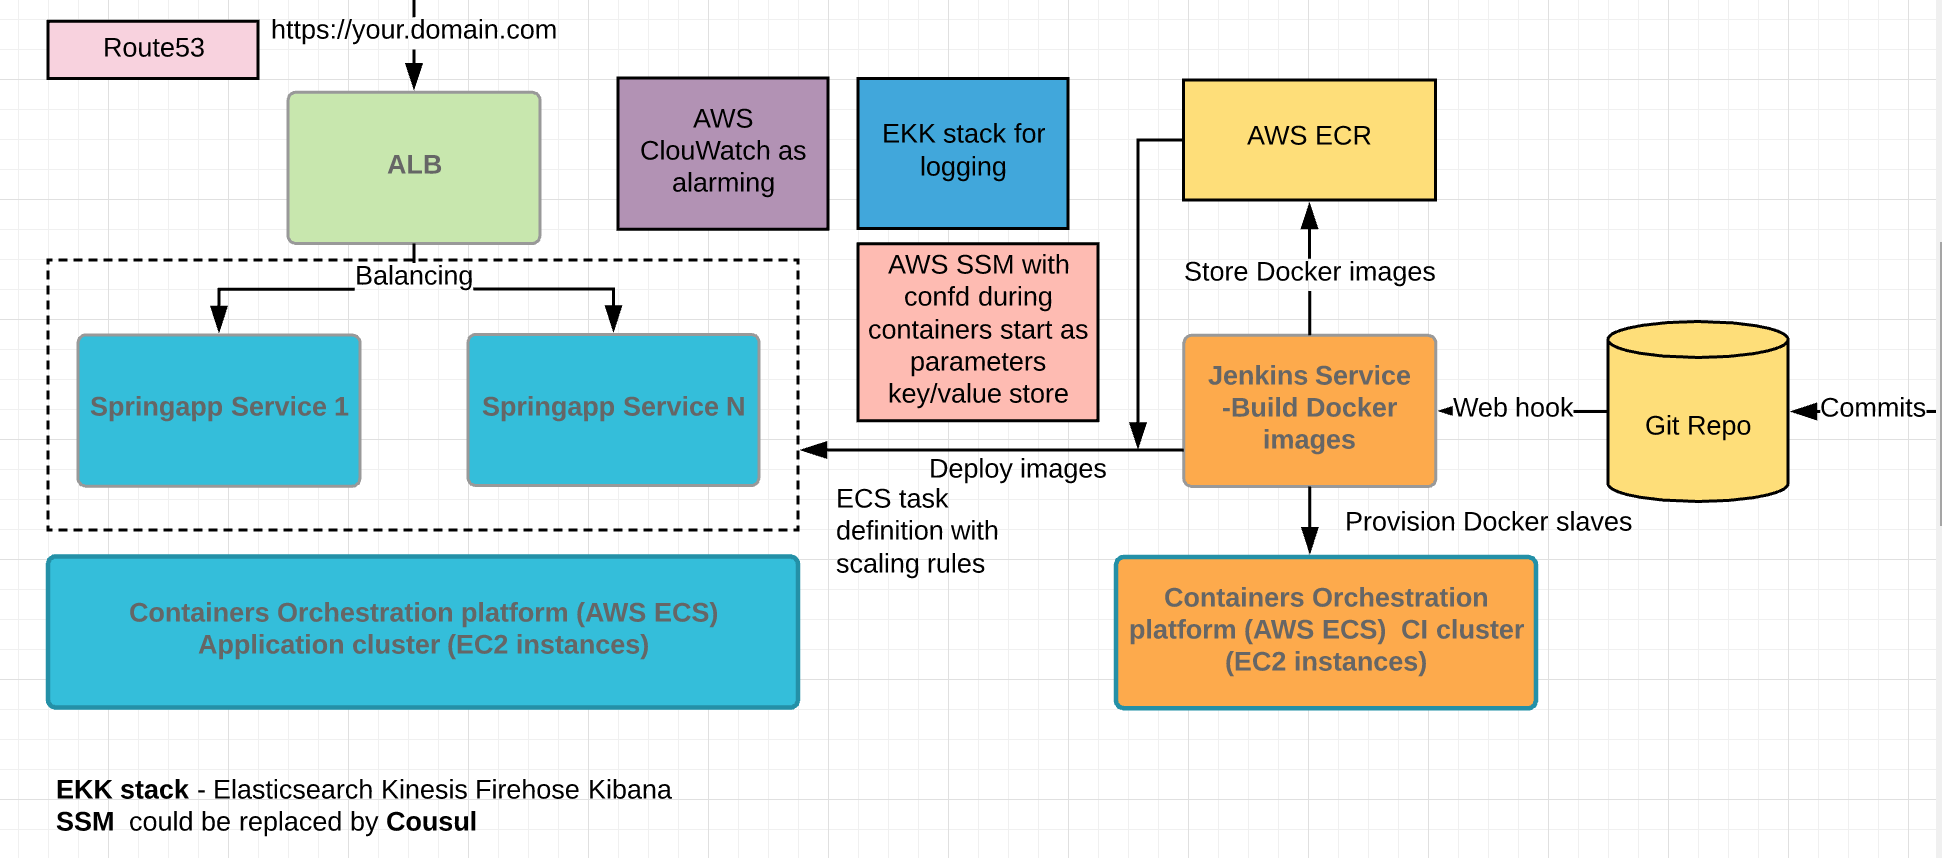 Route53
https://your.domain.com
ALB
AWS
ClouWatch as
alarming
EKK stack for
logging
AWS ECR
Balancing
AWS SSM with
confd during
containers start as
parameters
key/value store
Store Docker images
Springapp Service 1
Springapp Service N
Jenkins Service
-Build Docker
images
Web hook
Git Repo
Commits
Deploy images
ECS task
definition with
scaling rules
Provision Docker slaves
Containers Orchestration platform (AWS ECS)
Application cluster (EC2 instances)
Containers Orchestration
platform (AWS ECS)  CI cluster
(EC2 instances)
EKK stack - Elasticsearch Kinesis Firehose Kibana
SSM  could be replaced by Cousul